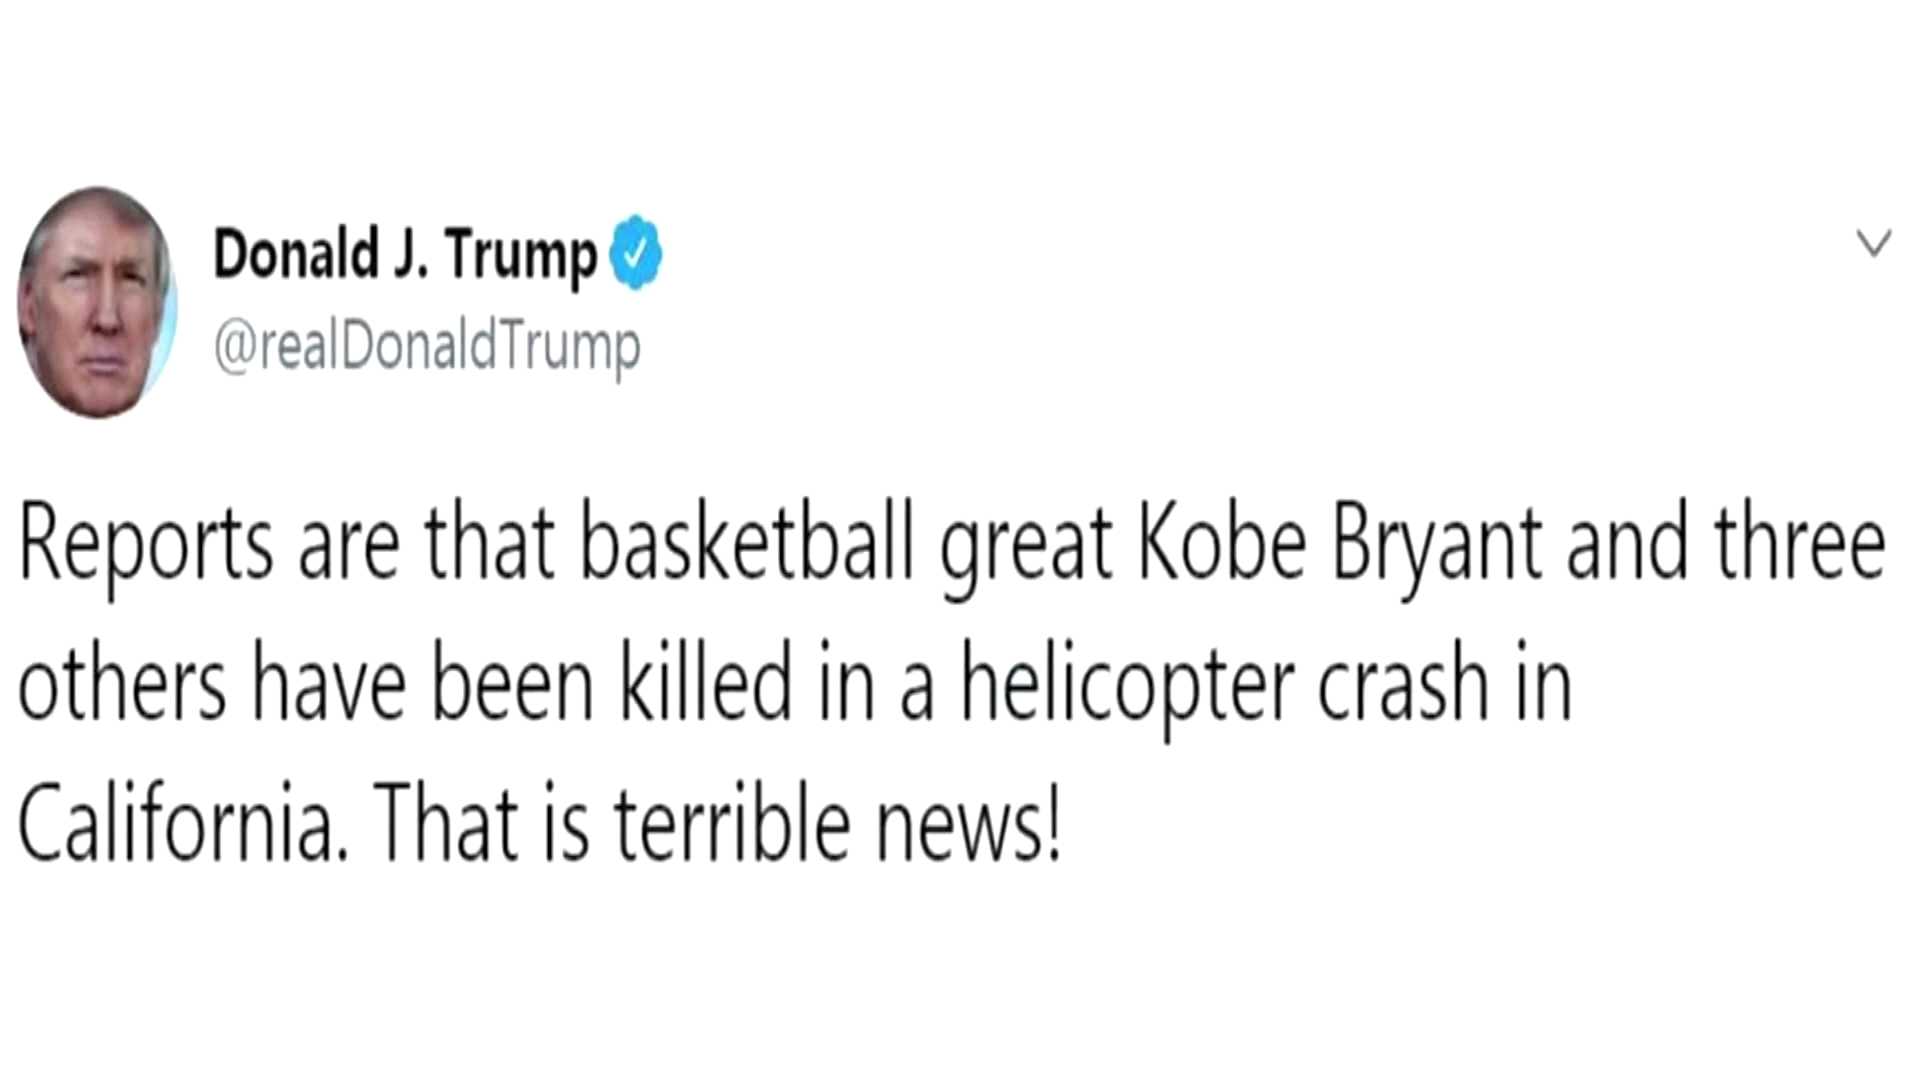 Donald J. Trump
@realDonaldTrump
Reports are that basketball great Kobe Bryant and three
others have been killed in a helicopter crash in
California. That is terrible news!